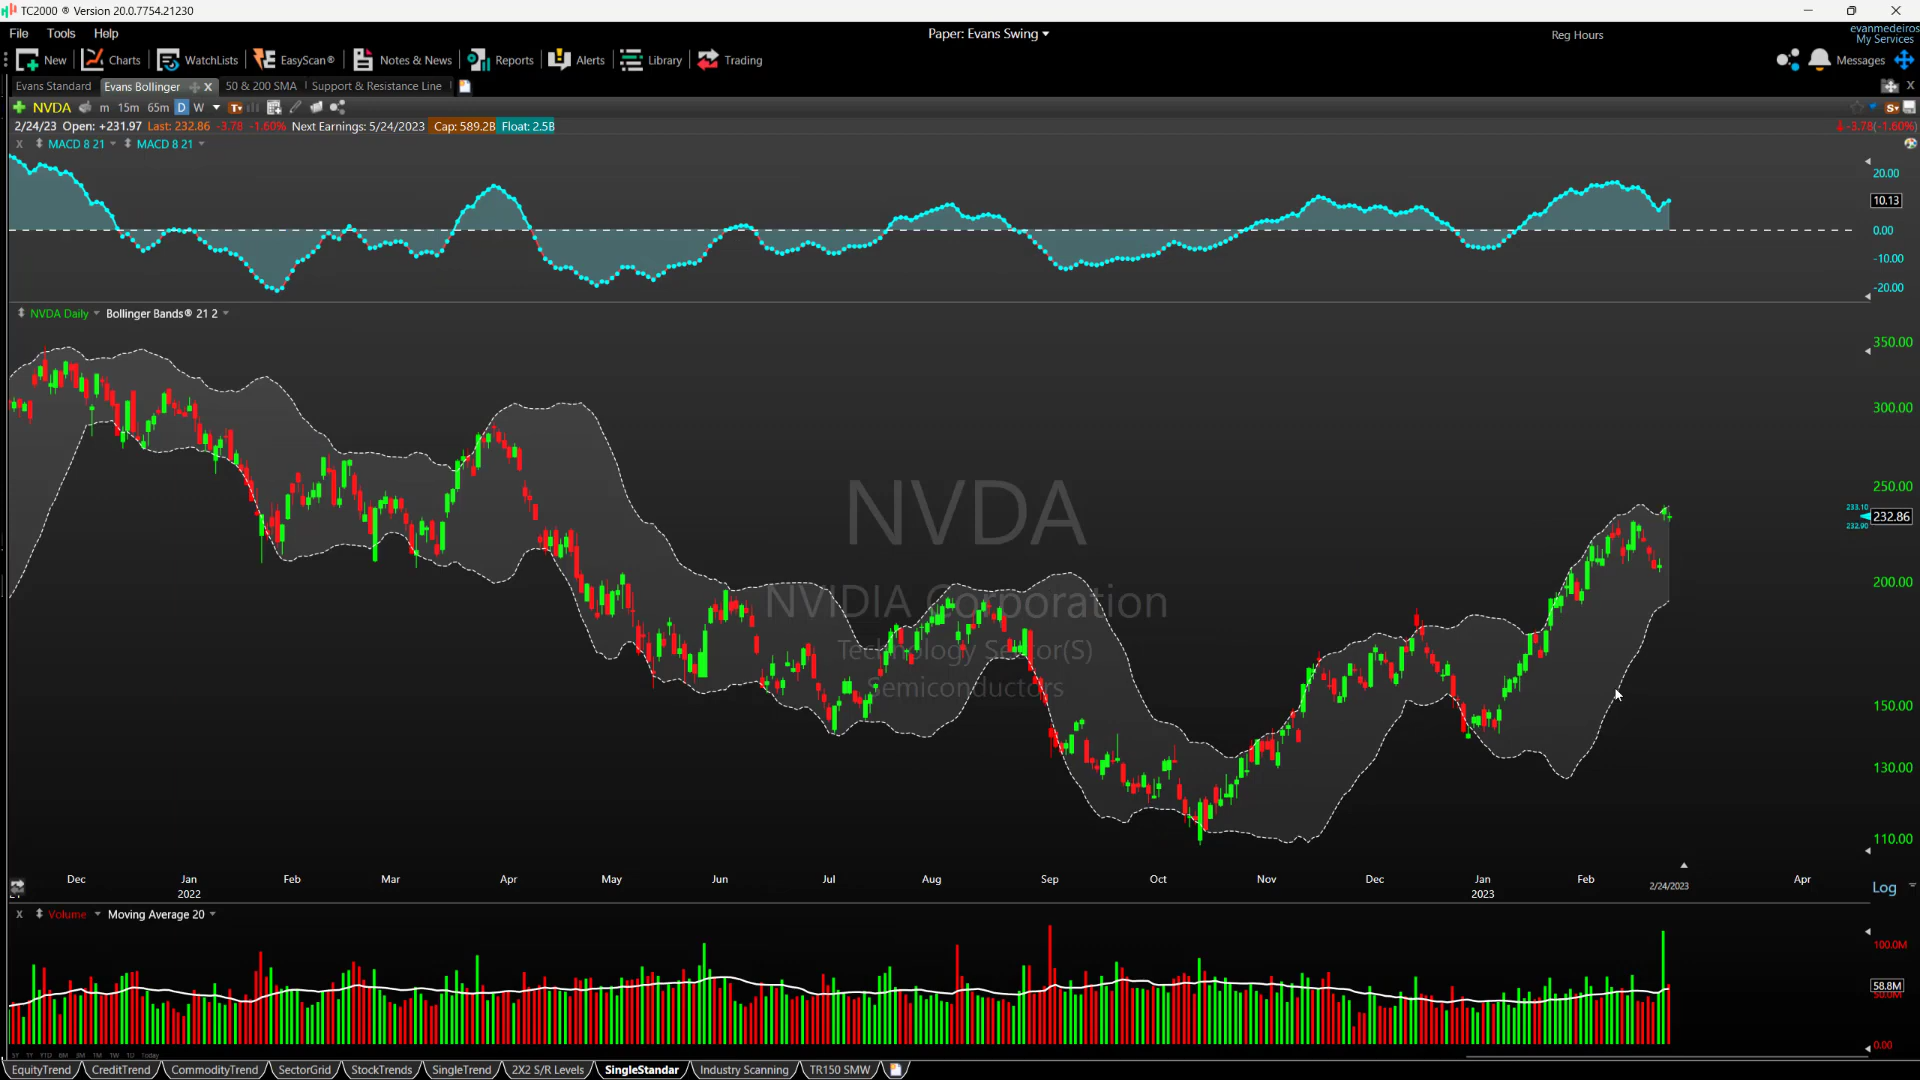 TC2000 ® Version 20.0.7754.21230
File Tools Help
Paper: Evans Swing
Reg Hours
evanmedeiros
My Services
New Charts WatchLists EasyScan® Notes & News Reports Alerts Library Trading
Messages
Evans Standard Evans Bollinger X 50 & 200 SMA Support & Resistance Line
NVDA m 15m 65m D W T S
2/24/23 Open: +231.97 Last: 232.86 -3.78 -1.60% Next Earnings: 5/24/2023 Cap: 589.2B Float: 2.5B
-3.78(-1.60%)
X MACD 8 21 MACD 8 21
20.00
10.13
0.00
-10.00
-20.00
NVDA Daily Bollinger Bands® 21 2
350.00
300.00
250.00
233.10
232.86
232.90
200.00
150.00
130.00
110.00
NVDA
NVIDIA Corporation
Technology Sector(S)
Semiconductors
Dec Jan Feb Mar Apr May Jun Jul Aug Sep Oct Nov Dec Jan Feb Apr
2022 2023 2/24/2023
Log
X Volume Moving Average 20
100.0M
58.8M
50.0M
0.00
EquityTrend CreditTrend CommodityTrend SectorGrid StockTrends SingleTrend 2X2 S/R Levels SingleStandar Industry Scanning TR150 SMW